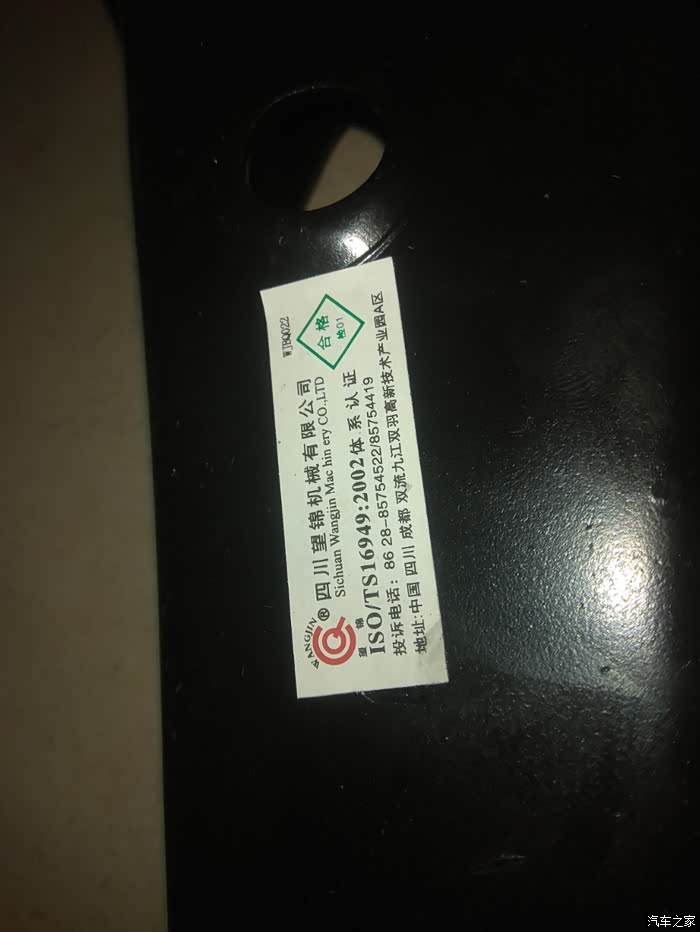 WANGJIN
望 锦
® 四川望锦机械有限公司
Sichuan Wangjin Mac hin ery CO.,LTD
WJBQ022
合格
检01
ISO/TS16949:2002体系认证
投诉电话: 86 28-85754522/85754419
地址:中国 四川 成都 双流九江双羽高新技术产业园A区
汽车之家